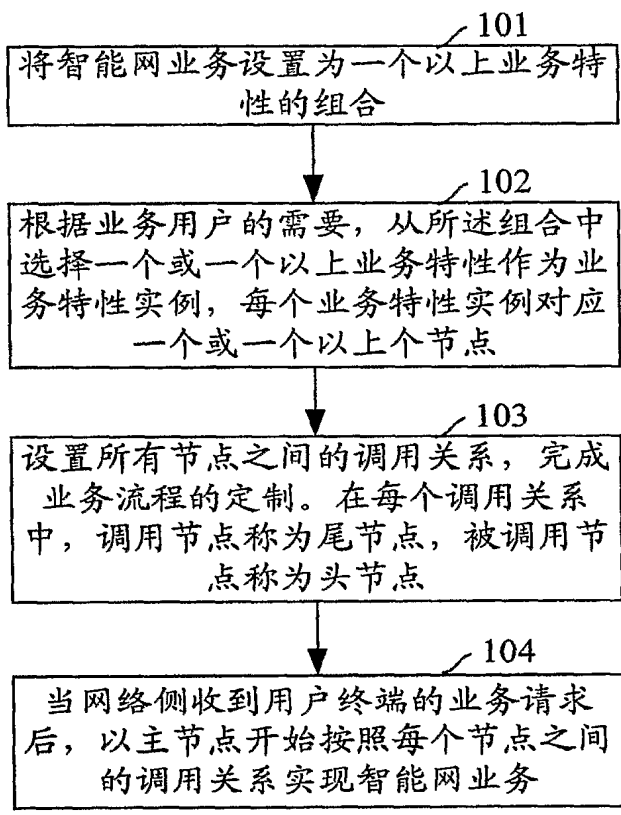 101
将智能网业务设置为一个以上业务特
性的组合
102
根据业务用户的需要，从所述组合中
选择一个或一个以上业务特性作为业
务特性实例，每个业务特性实例对应
一个或一个以上个节点
103
设置所有节点之间的调用关系，完成
业务流程的定制。在每个调用关系
中，调用节点称为尾节点，被调用节
点称为头节点
104
当网络侧收到用户终端的业务请求
后，以主节点开始按照每个节点之间
的调用关系实现智能网业务